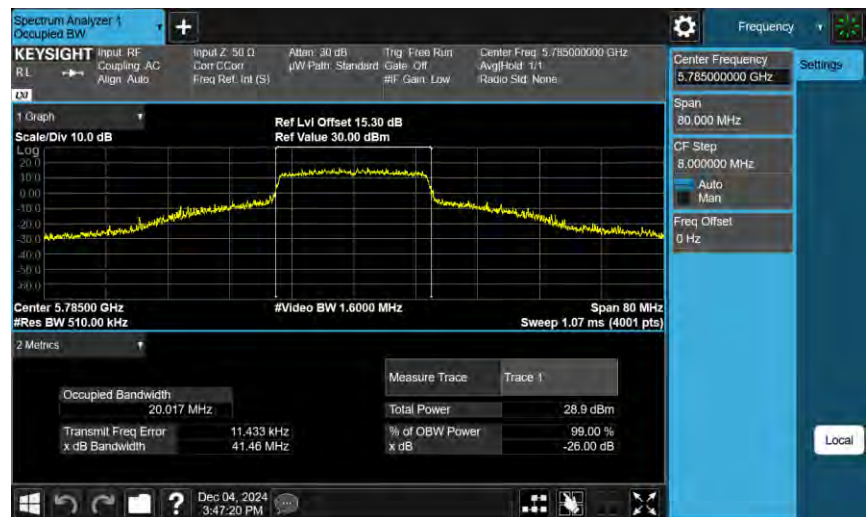 Spectrum Analyzer 1
Occupied BW
Frequency
KEYSIGHT
RL
LXI
Input: RF
Coupling: AC
Align: Auto
Input Z: 50 Ω
Corr CCorr
Freq Ref: Int (S)
Atten: 30 dB
µW Path: Standard
Trig: Free Run
Gate: Off
#IF Gain: Low
Center Freq: 5.785000000 GHz
Avg|Hold: 1/1
Radio Std: None
Center Frequency
5.785000000 GHz
Settings
Span
80.000 MHz
CF Step
8.000000 MHz
Auto
Man
Freq Offset
0 Hz
Local
1 Graph
Scale/Div 10.0 dB
Ref Lvl Offset 15.30 dB
Ref Value 30.00 dBm
Log
20.0
10.0
0.00
-10.0
-20.0
-30.0
-40.0
-50.0
-60.0
Center 5.78500 GHz
#Video BW 1.6000 MHz
Span 80 MHz
#Res BW 510.00 kHz
Sweep 1.07 ms (4001 pts)
2 Metrics
Measure Trace Trace 1
Occupied Bandwidth
20.017 MHz
Total Power 28.9 dBm
Transmit Freq Error 11.433 kHz
% of OBW Power 99.00 %
x dB Bandwidth 41.46 MHz
x dB -26.00 dB
?
Dec 04, 2024
3:47:20 PM